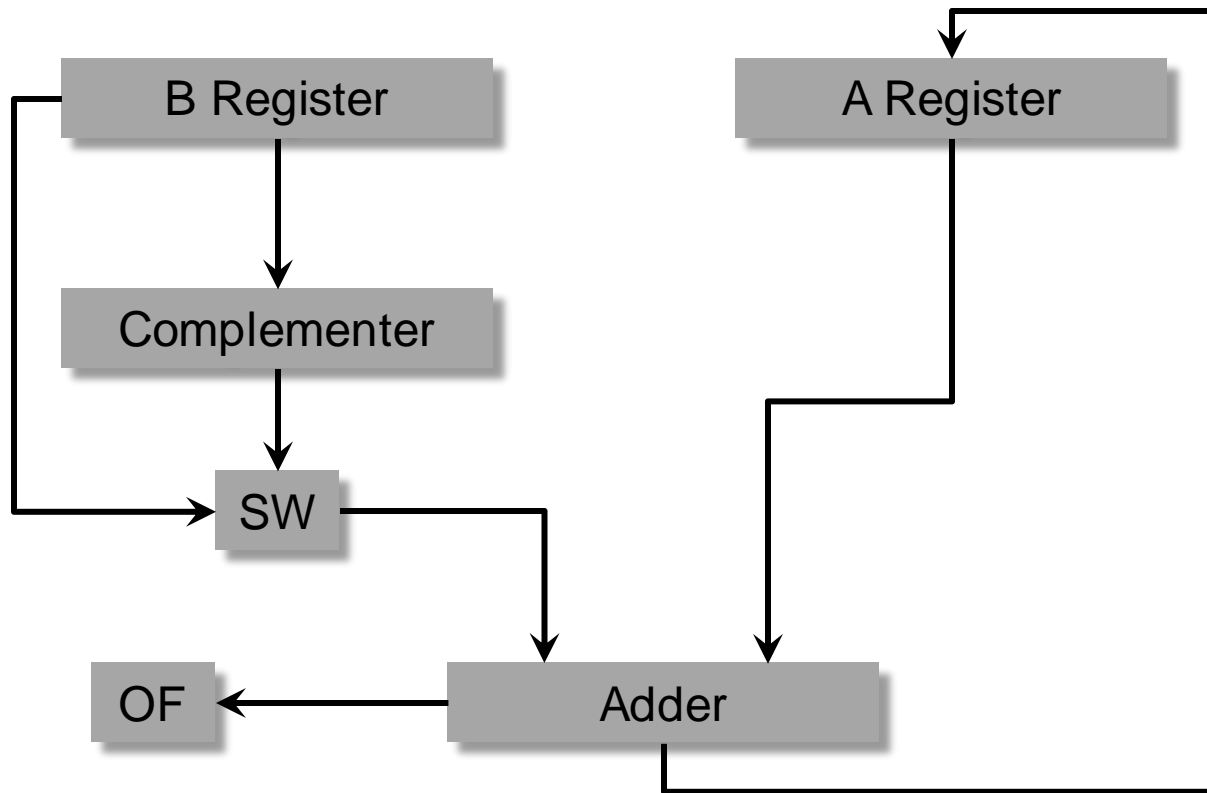 B Register
A Register
Complementer
SW
OF
Adder